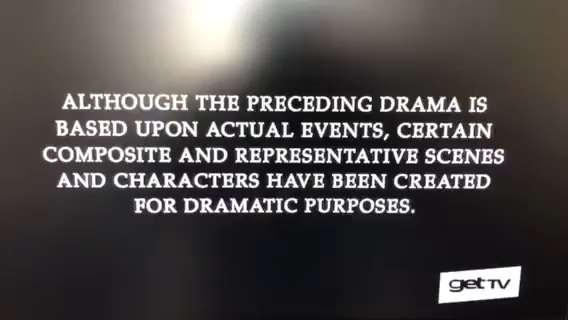 ALTHOUGH THE PRECEDING DRAMA IS
BASED UPON ACTUAL EVENTS, CERTAIN
COMPOSITE AND REPRESENTATIVE SCENES
AND CHARACTERS HAVE BEEN CREATED
FOR DRAMATIC PURPOSES.
getTV